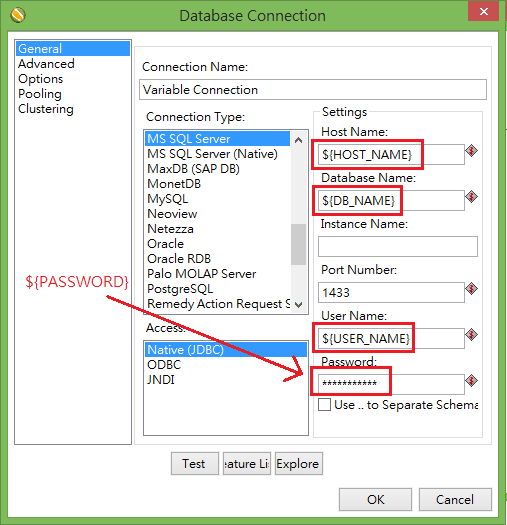 Database Connection
General
Advanced
Options
Pooling
Clustering
Connection Name:
Variable Connection
Connection Type:
MS SQL Server
MS SQL Server (Native)
MaxDB (SAP DB)
MonetDB
MySQL
Neoview
Netezza
Oracle
Oracle RDB
Palo MOLAP Server
PostgreSQL
Remedy Action Request S
Access:
Native (JDBC)
ODBC
JNDI
Settings
Host Name:
${HOST_NAME}
Database Name:
${DB_NAME}
Instance Name:
Port Number:
1433
User Name:
${USER_NAME}
Password:
***********
Use .. to Separate Schema
${PASSWORD}
Test
eature Li
Explore
OK
Cancel